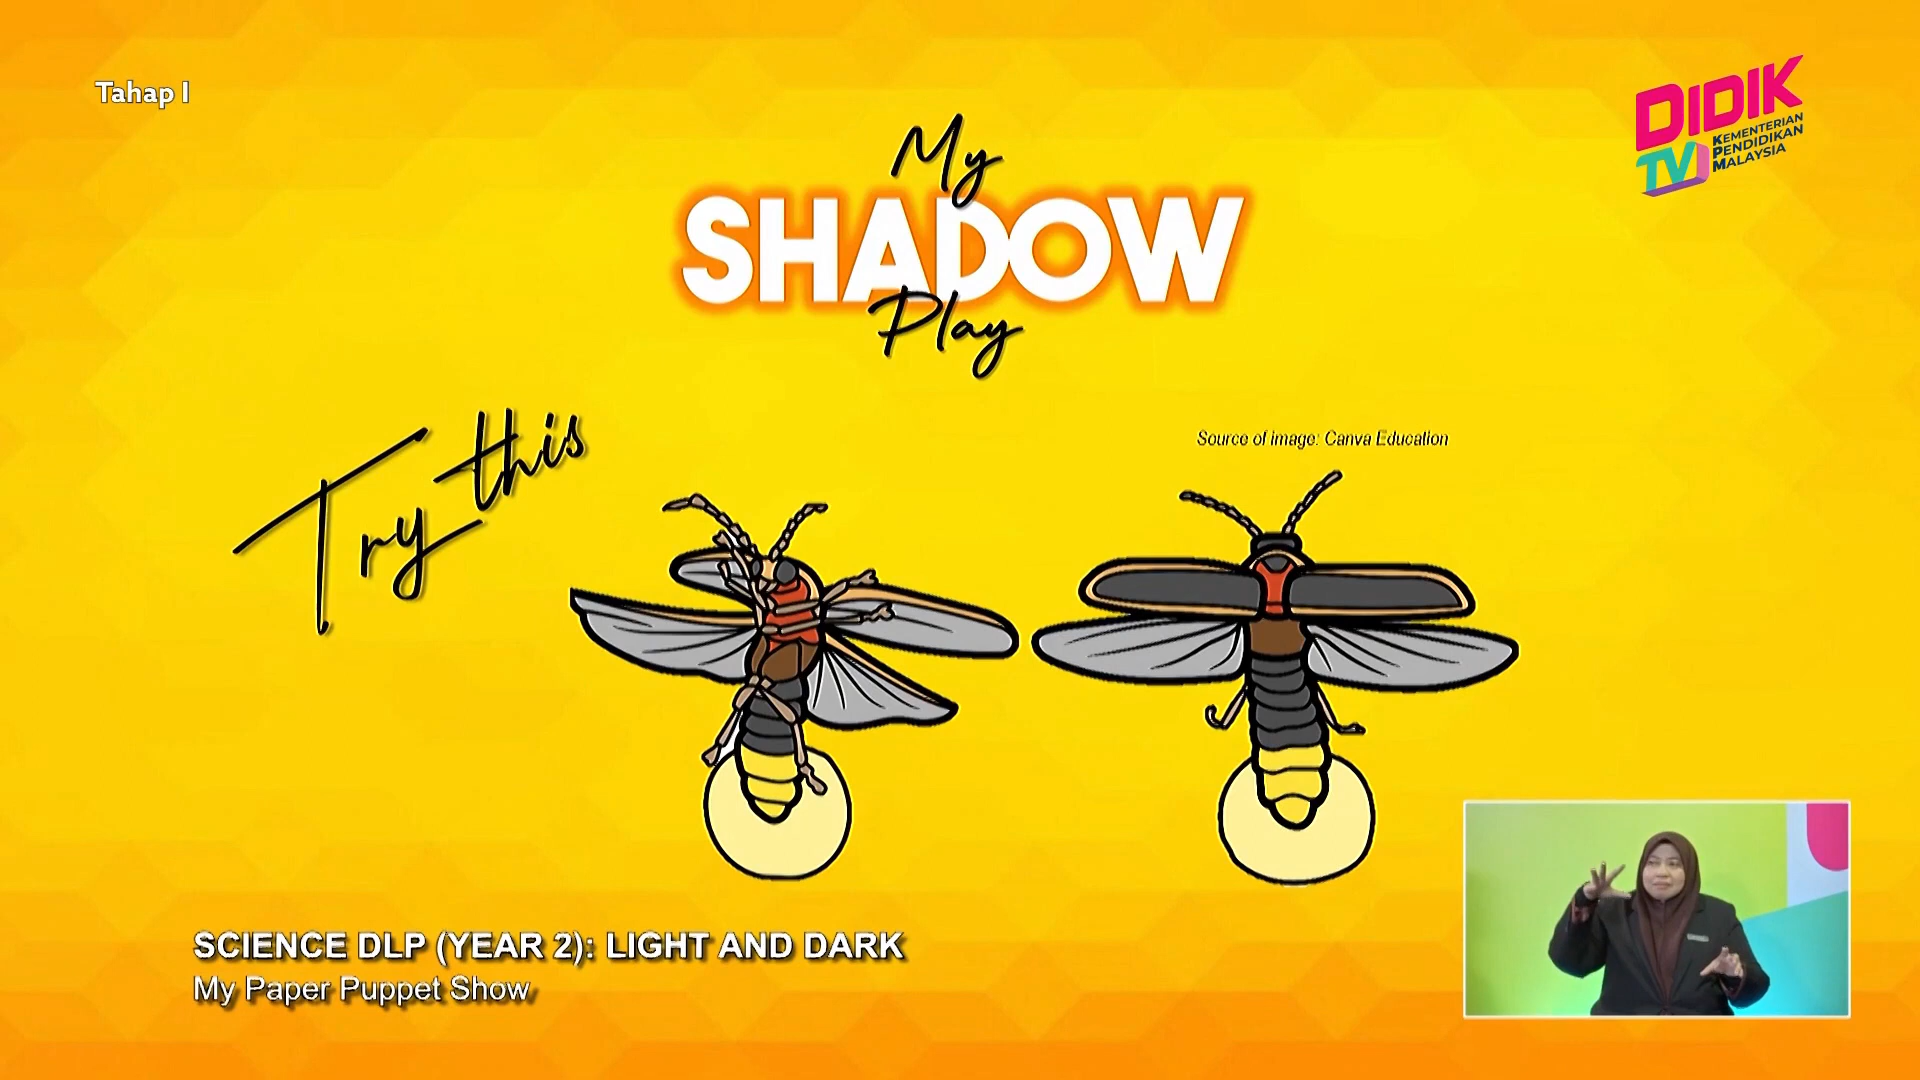 Tahap I
DIDIK
TV
KEMENTERIAN
PENDIDIKAN
MALAYSIA
My
SHADOW
Play
Try this
Source of image: Canva Education
SCIENCE DLP (YEAR 2): LIGHT AND DARK
My Paper Puppet Show